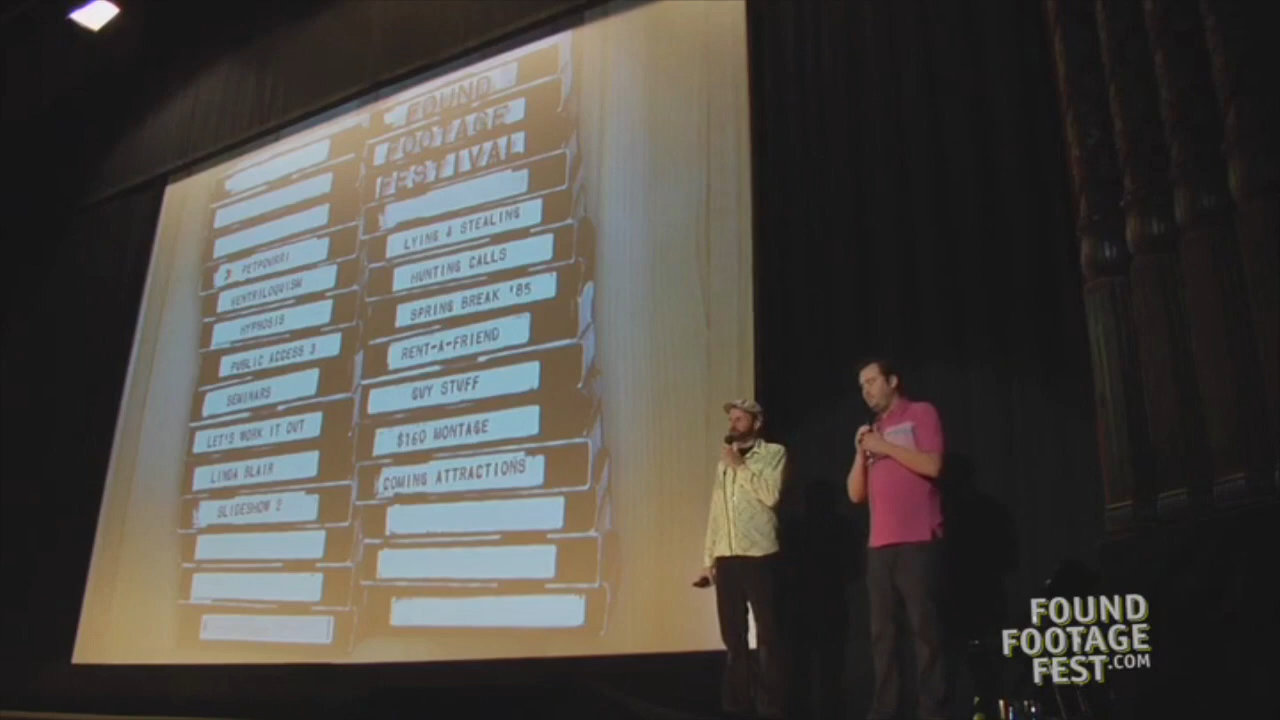 FOUND
FOOTAGE
FESTIVAL
PETPOURRI
VENTRILOQUISM
HYPNOSIS
PUBLIC ACCESS 3
SEMINARS
LET'S WORK IT OUT
LINDA BLAIR
SLIDESHOW 2
LYING & STEALING
HUNTING CALLS
SPRING BREAK '85
RENT-A-FRIEND
GUY STUFF
$160 MONTAGE
COMING ATTRACTIONS
FOUND
FOOTAGE
FEST.COM